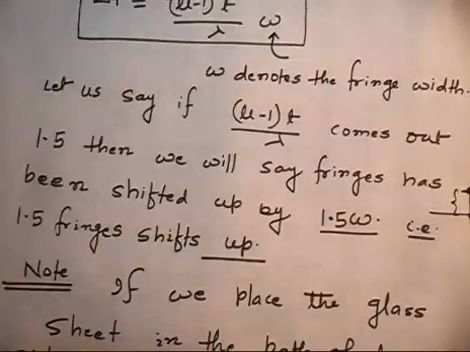 = (μ-1)t/λ ω
ω denotes the fringe width.
Let us say if (μ-1)t/λ comes out
1.5 then we will say fringes has
been shifted up by 1.5ω. i.e.
1.5 fringes shifts up.
Note If we place the glass
Sheet in the path of